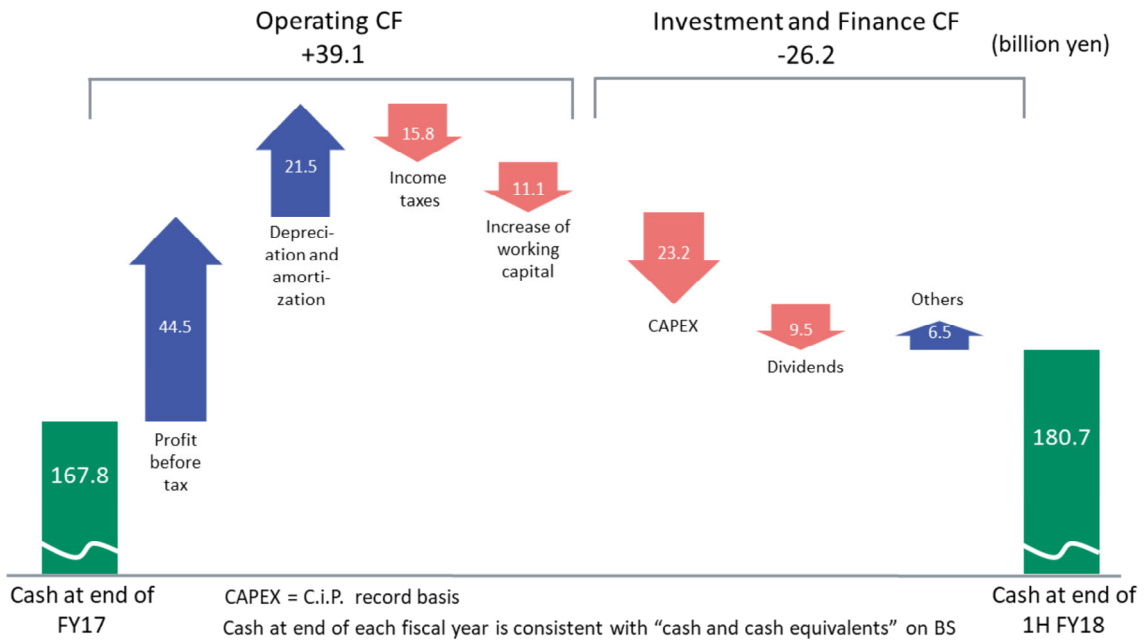 Operating CF
+39.1
Investment and Finance CF
-26.2
(billion yen)
167.8
Cash at end of
FY17
44.5
Profit
before
tax
21.5
Depreci-
ation and
amorti-
zation
15.8
Income
taxes
11.1
Increase of
working
capital
23.2
CAPEX
9.5
Dividends
Others
6.5
180.7
Cash at end of
1H FY18
CAPEX = C.i.P. record basis
Cash at end of each fiscal year is consistent with “cash and cash equivalents” on BS